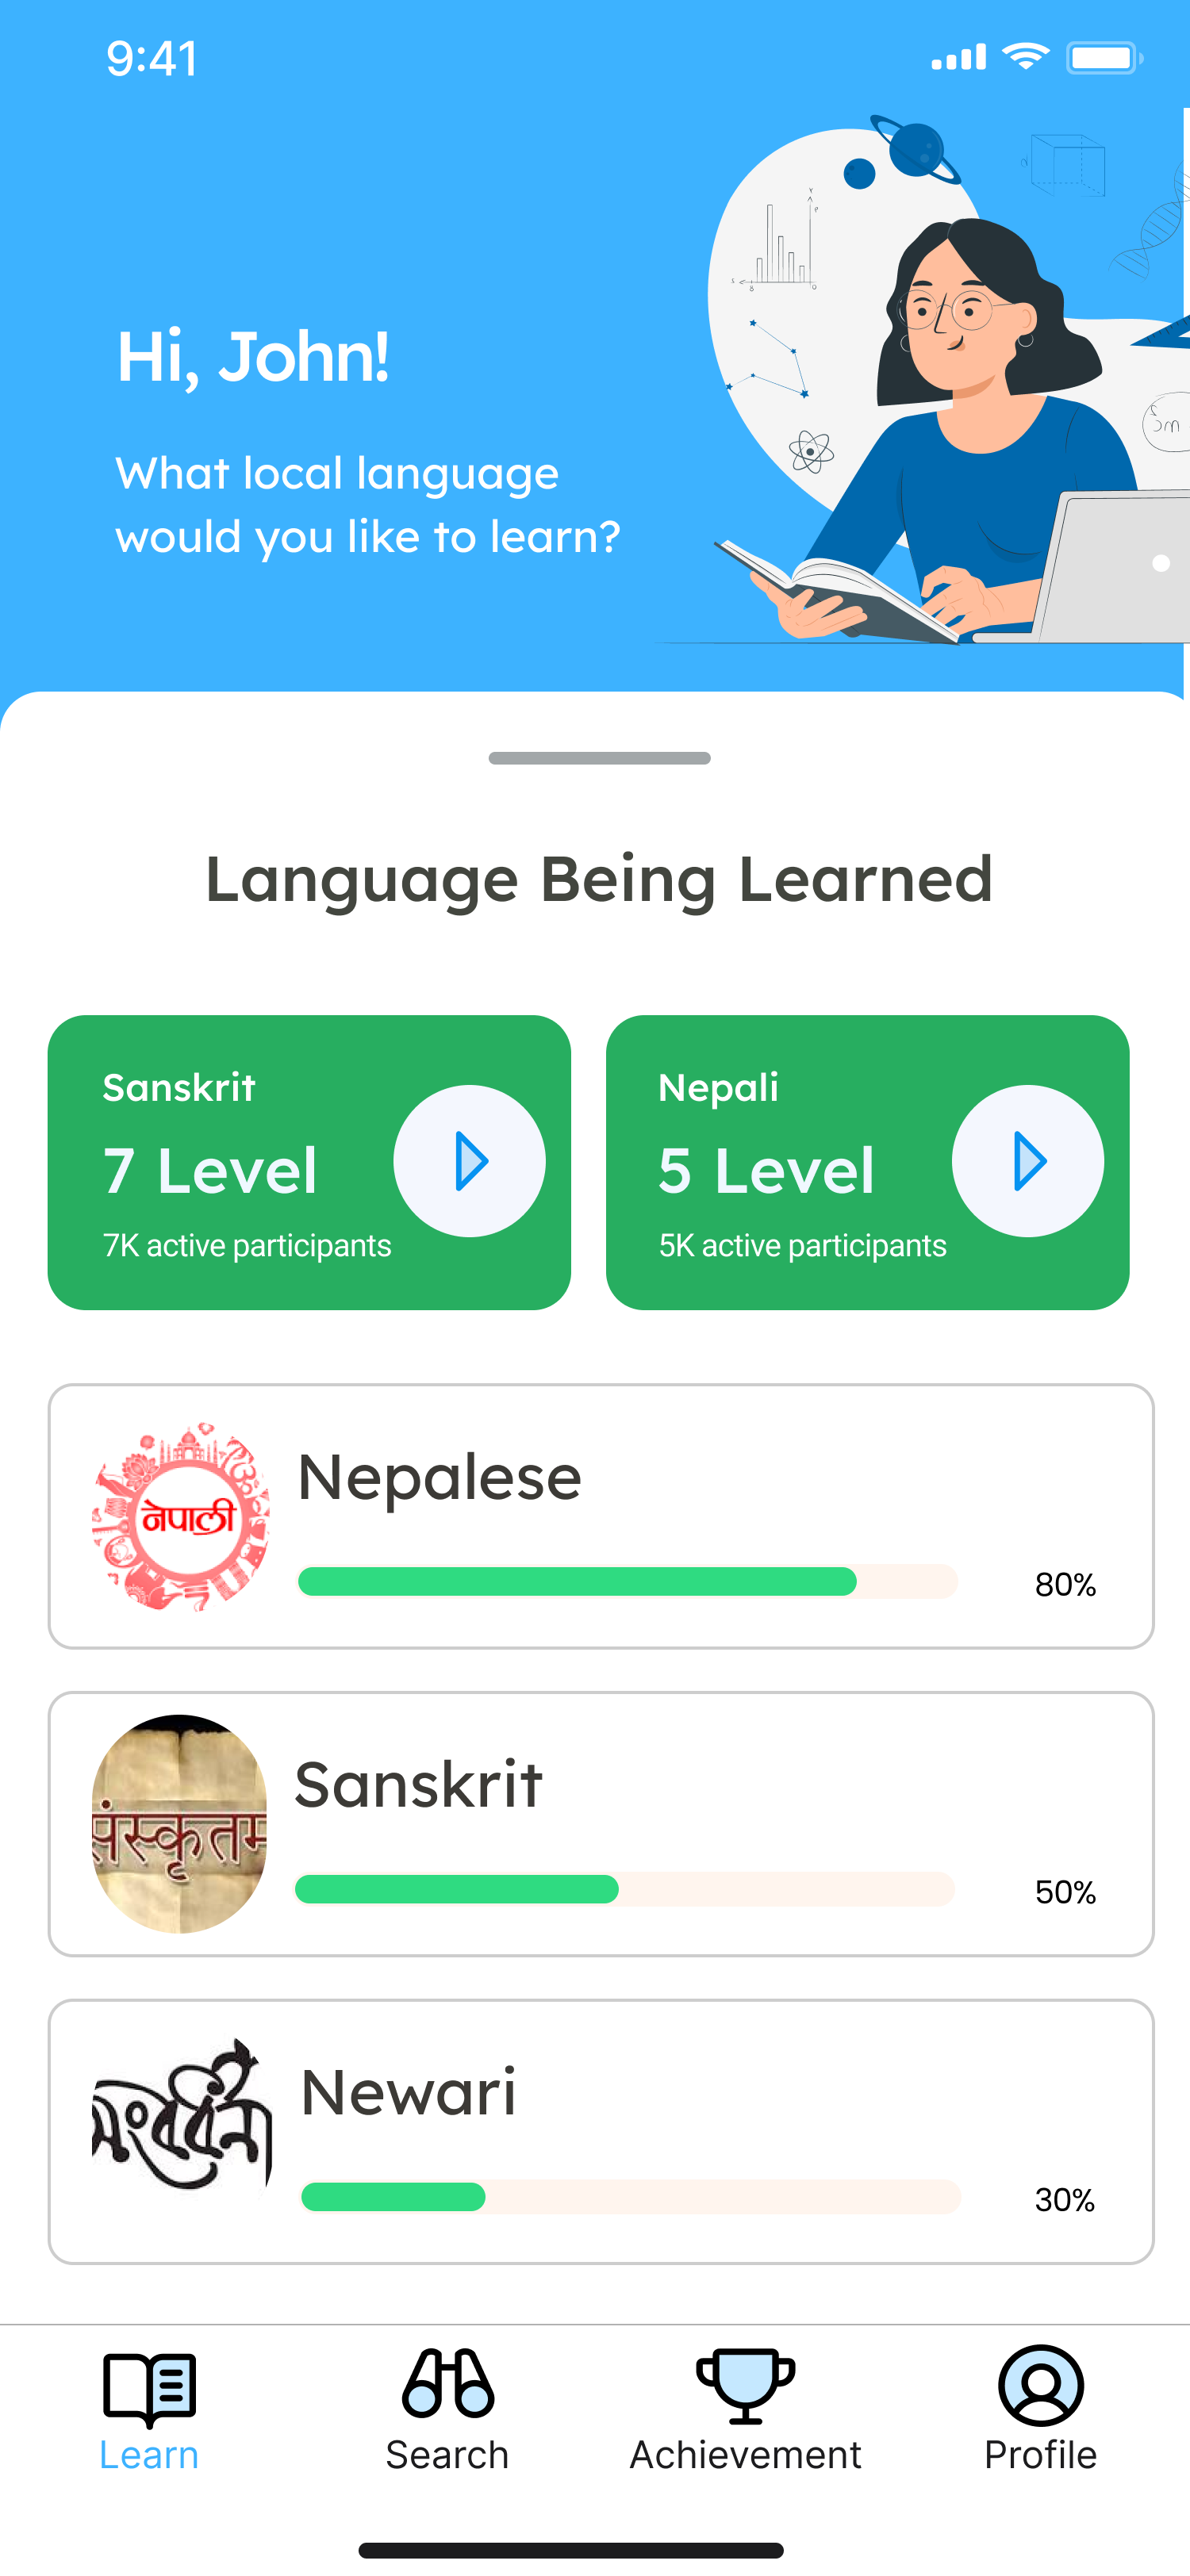 9:41
Hi, John!
What local language
would you like to learn?
Language Being Learned
Sanskrit
7 Level
7K active participants
Nepali
5 Level
5K active participants
नेपाली
Nepalese
80%
संस्कृतम
Sanskrit
50%
Newari
30%
Learn
Search
Achievement
Profile